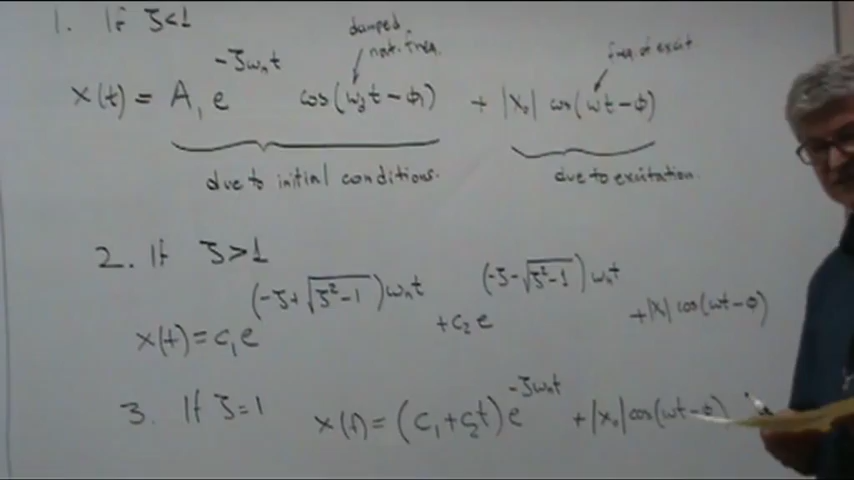 1. If ζ<1
damped
nat. freq.
freq of excit
x(t) = A₁ e^(-ζωₙt) cos(ω_d t - φ₁) + |X₀| cos(ωt - φ)
due to initial conditions.
due to excitation.
2. If ζ>1
x(t) = c₁ e^((-ζ+√(ζ²-1))ωₙt) + c₂ e^((-ζ-√(ζ²-1))ωₙt) + |X| cos(ωt - φ)
3. If ζ=1 x(t) = (c₁ + c₂t) e^(-ζωₙt) + |X₀| cos(ωt - φ)